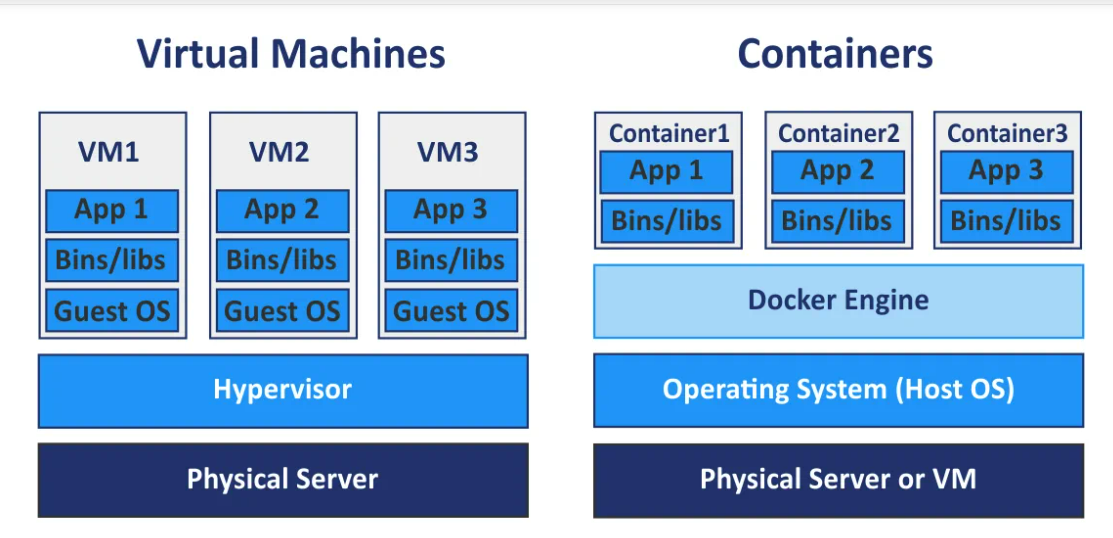 Virtual Machines
VM1
App 1
Bins/libs
Guest OS
VM2
App 2
Bins/libs
Guest OS
VM3
App 3
Bins/libs
Guest OS
Hypervisor
Physical Server
Containers
Container1
App 1
Bins/libs
Container2
App 2
Bins/libs
Container3
App 3
Bins/libs
Docker Engine
Operating System (Host OS)
Physical Server or VM